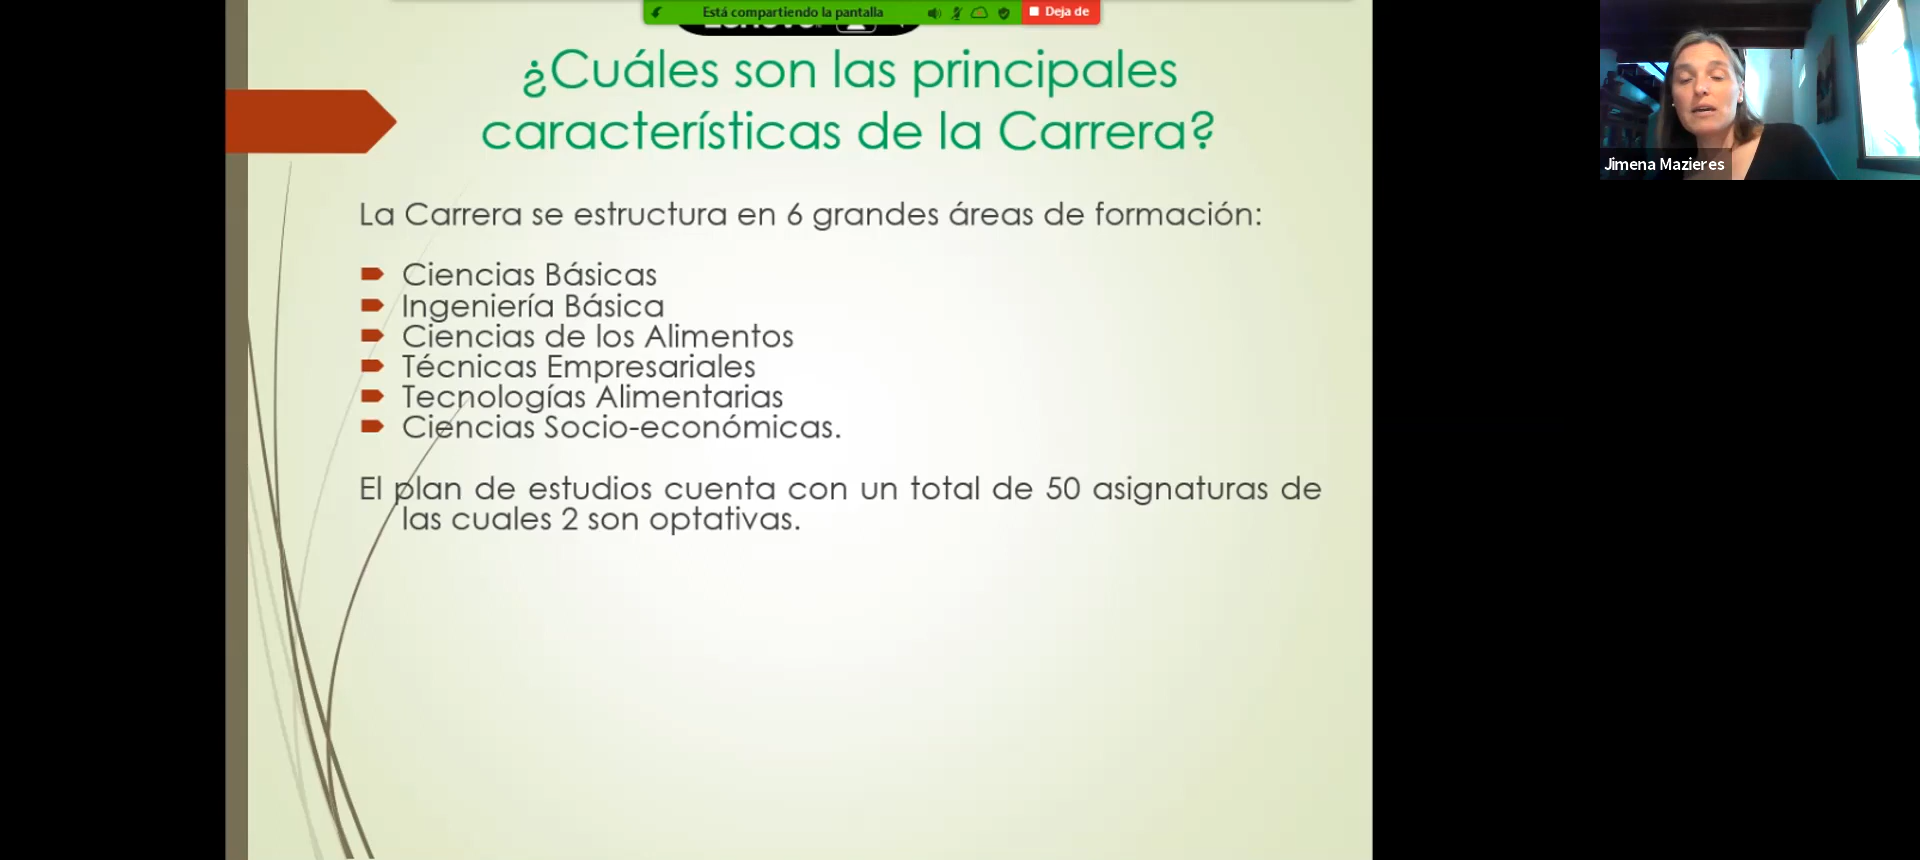 Está compartiendo la pantalla
Deja de
¿Cuáles son las principales
características de la Carrera?
Jimena Mazieres
La Carrera se estructura en 6 grandes áreas de formación:
Ciencias Básicas
Ingeniería Básica
Ciencias de los Alimentos
Técnicas Empresariales
Tecnologías Alimentarias
Ciencias Socio-económicas.
El plan de estudios cuenta con un total de 50 asignaturas de
las cuales 2 son optativas.